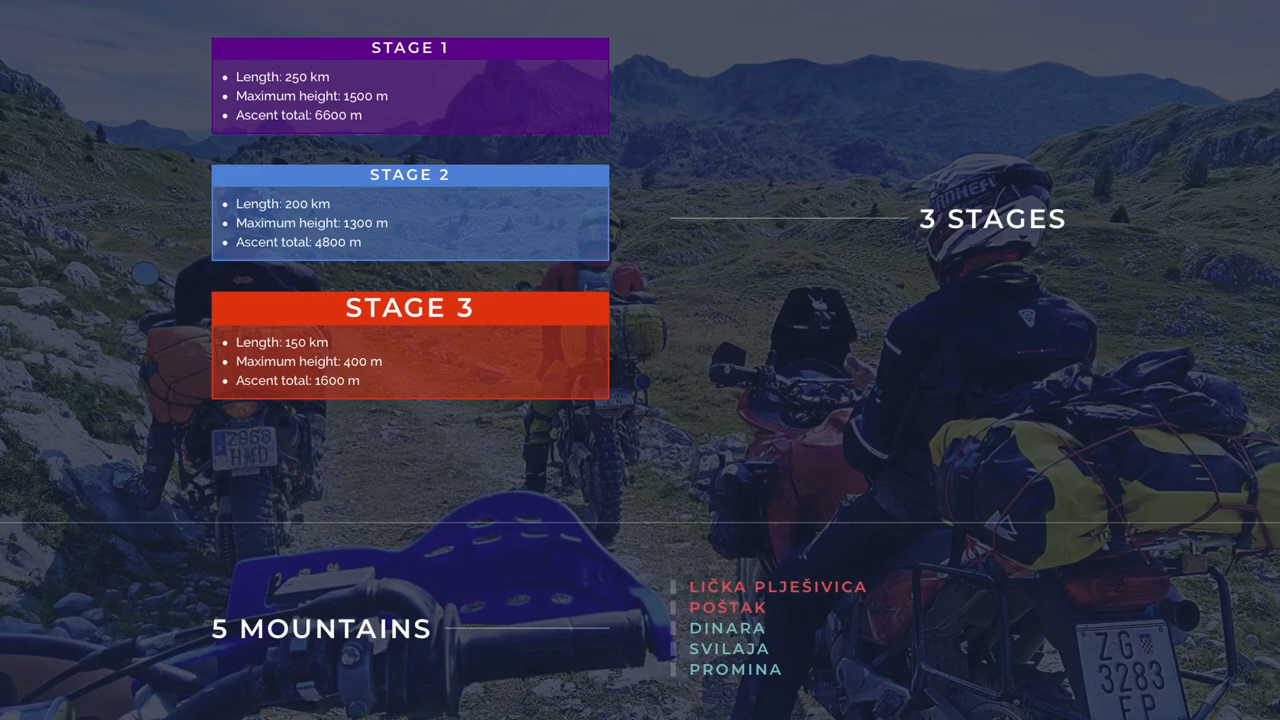 STAGE 1
Length: 250 km
Maximum height: 1500 m
Ascent total: 6600 m
STAGE 2
Length: 200 km
Maximum height: 1300 m
Ascent total: 4800 m
STAGE 3
Length: 150 km
Maximum height: 400 m
Ascent total: 1600 m
3 STAGES
5 MOUNTAINS
LIČKA PLJEŠIVICA
POŠTAK
DINARA
SVILAJA
PROMINA
ZG
3283